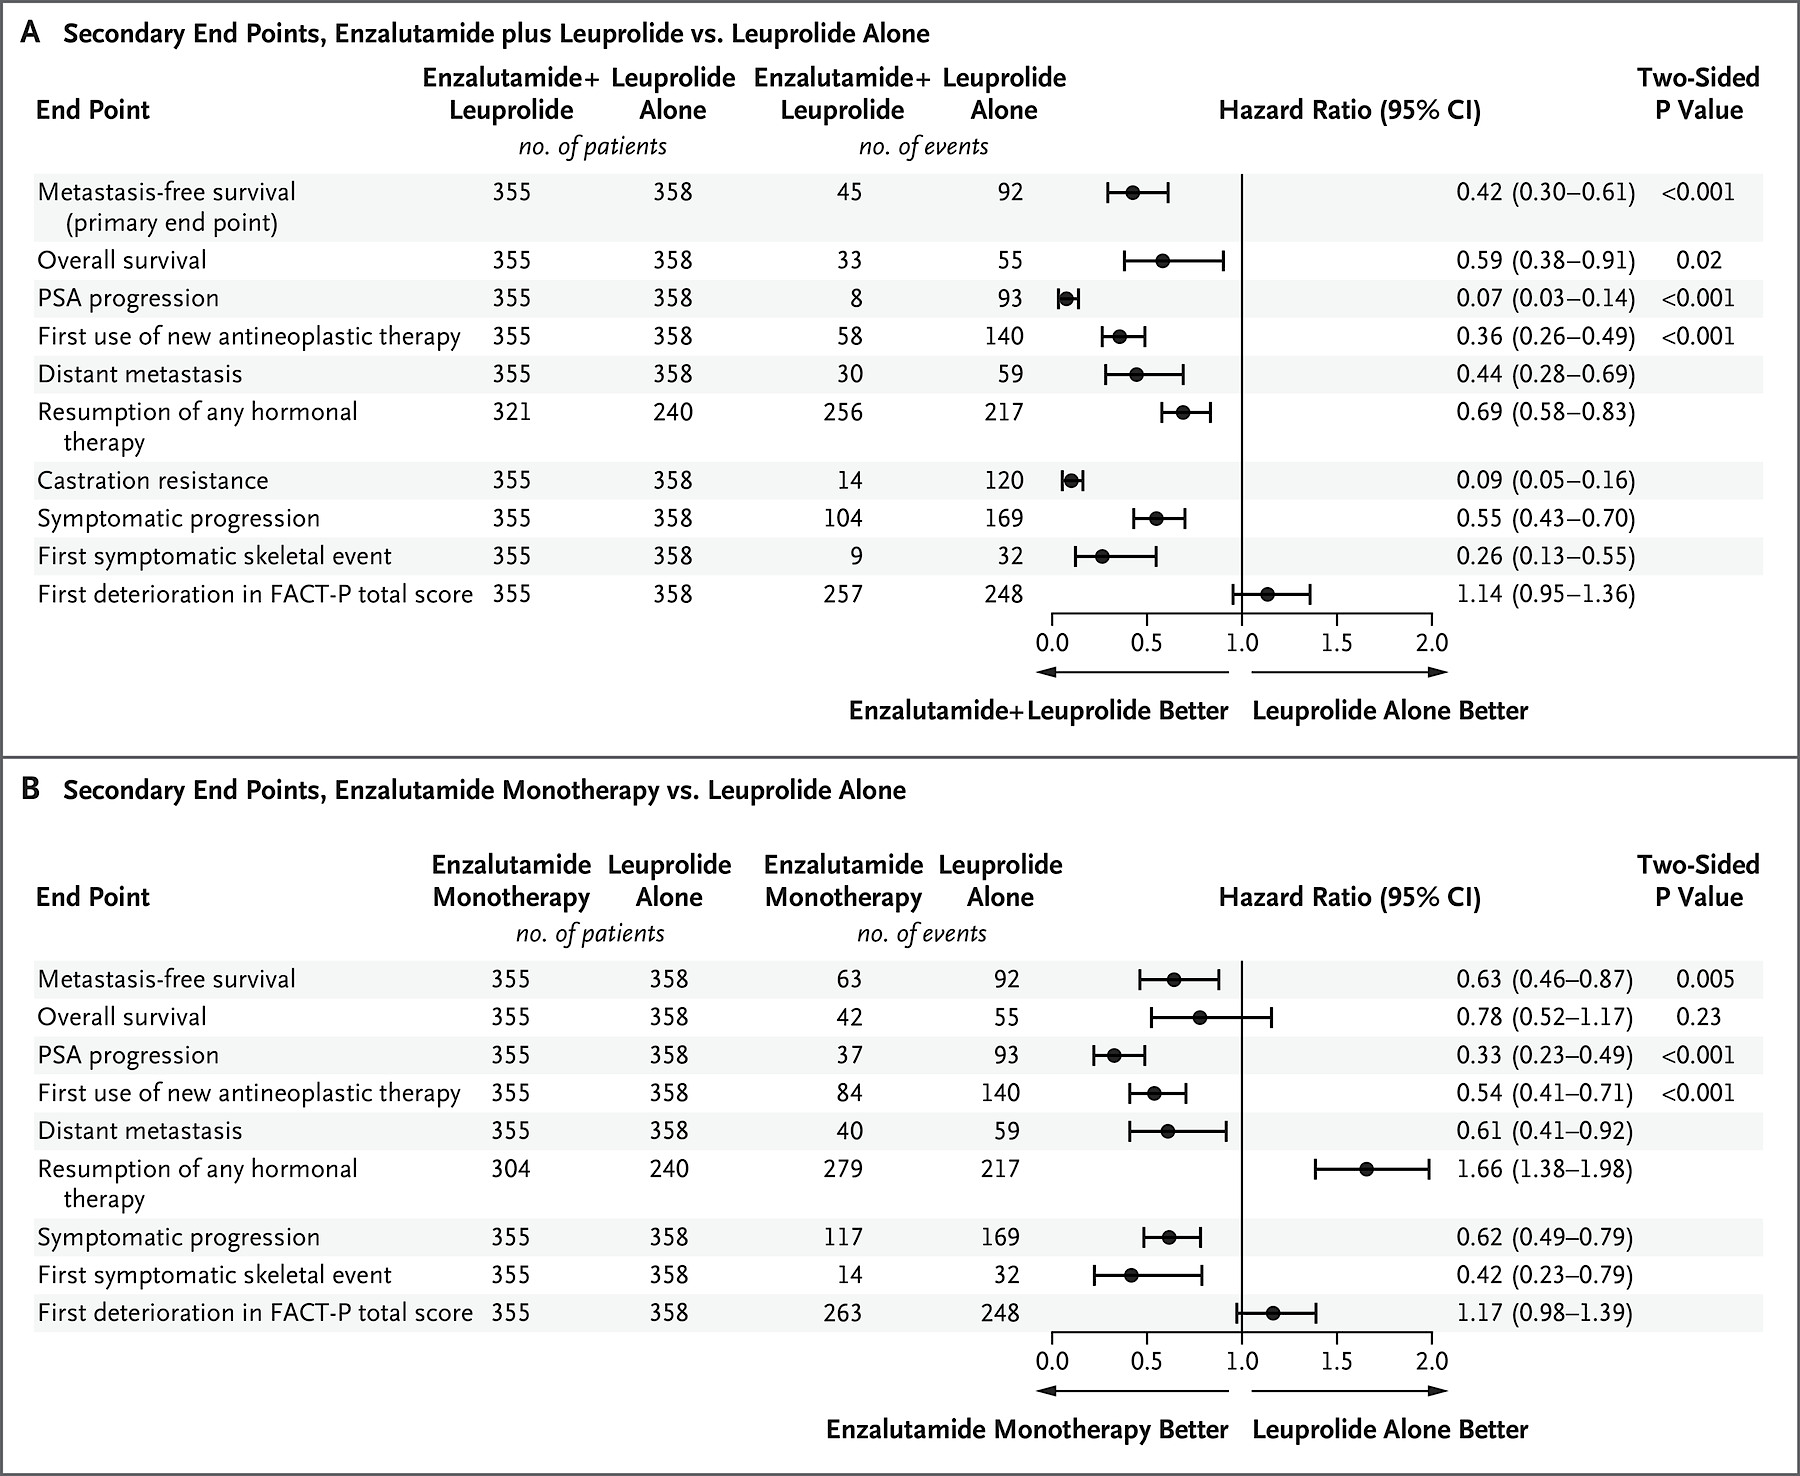 A Secondary End Points, Enzalutamide plus Leuprolide vs. Leuprolide Alone
Enzalutamide+ Leuprolide Enzalutamide+ Leuprolide Two-Sided
End Point Leuprolide Alone Leuprolide Alone Hazard Ratio (95% CI) P Value
no. of patients no. of events
Metastasis-free survival 355 358 45 92 0.42 (0.30–0.61) <0.001
(primary end point)
Overall survival 355 358 33 55 0.59 (0.38–0.91) 0.02
PSA progression 355 358 8 93 0.07 (0.03–0.14) <0.001
First use of new antineoplastic therapy 355 358 58 140 0.36 (0.26–0.49) <0.001
Distant metastasis 355 358 30 59 0.44 (0.28–0.69)
Resumption of any hormonal 321 240 256 217 0.69 (0.58–0.83)
therapy
Castration resistance 355 358 14 120 0.09 (0.05–0.16)
Symptomatic progression 355 358 104 169 0.55 (0.43–0.70)
First symptomatic skeletal event 355 358 9 32 0.26 (0.13–0.55)
First deterioration in FACT-P total score 355 358 257 248 1.14 (0.95–1.36)
0.0 0.5 1.0 1.5 2.0
Enzalutamide+Leuprolide Better Leuprolide Alone Better
B Secondary End Points, Enzalutamide Monotherapy vs. Leuprolide Alone
Enzalutamide Leuprolide Enzalutamide Leuprolide Two-Sided
End Point Monotherapy Alone Monotherapy Alone Hazard Ratio (95% CI) P Value
no. of patients no. of events
Metastasis-free survival 355 358 63 92 0.63 (0.46–0.87) 0.005
Overall survival 355 358 42 55 0.78 (0.52–1.17) 0.23
PSA progression 355 358 37 93 0.33 (0.23–0.49) <0.001
First use of new antineoplastic therapy 355 358 84 140 0.54 (0.41–0.71) <0.001
Distant metastasis 355 358 40 59 0.61 (0.41–0.92)
Resumption of any hormonal 304 240 279 217 1.66 (1.38–1.98)
therapy
Symptomatic progression 355 358 117 169 0.62 (0.49–0.79)
First symptomatic skeletal event 355 358 14 32 0.42 (0.23–0.79)
First deterioration in FACT-P total score 355 358 263 248 1.17 (0.98–1.39)
0.0 0.5 1.0 1.5 2.0
Enzalutamide Monotherapy Better Leuprolide Alone Better